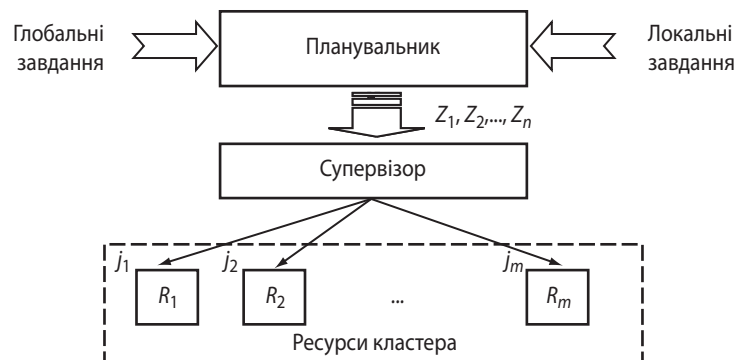 Глобальні
завдання
Планувальник
Локальні
завдання
Z1, Z2,..., Zn
Супервізор
j1
j2
jm
R1
R2
...
Rm
Ресурси кластера